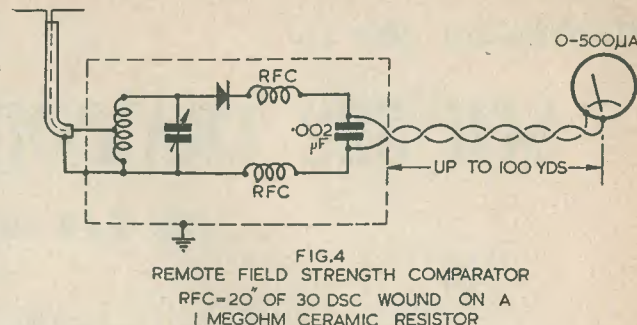 0-500µA
RFC
·002
µF
RFC
UP TO 100 YDS
FIG.4
REMOTE FIELD STRENGTH COMPARATOR
RFC=20" OF 30 DSC WOUND ON A
1 MEGOHM CERAMIC RESISTOR